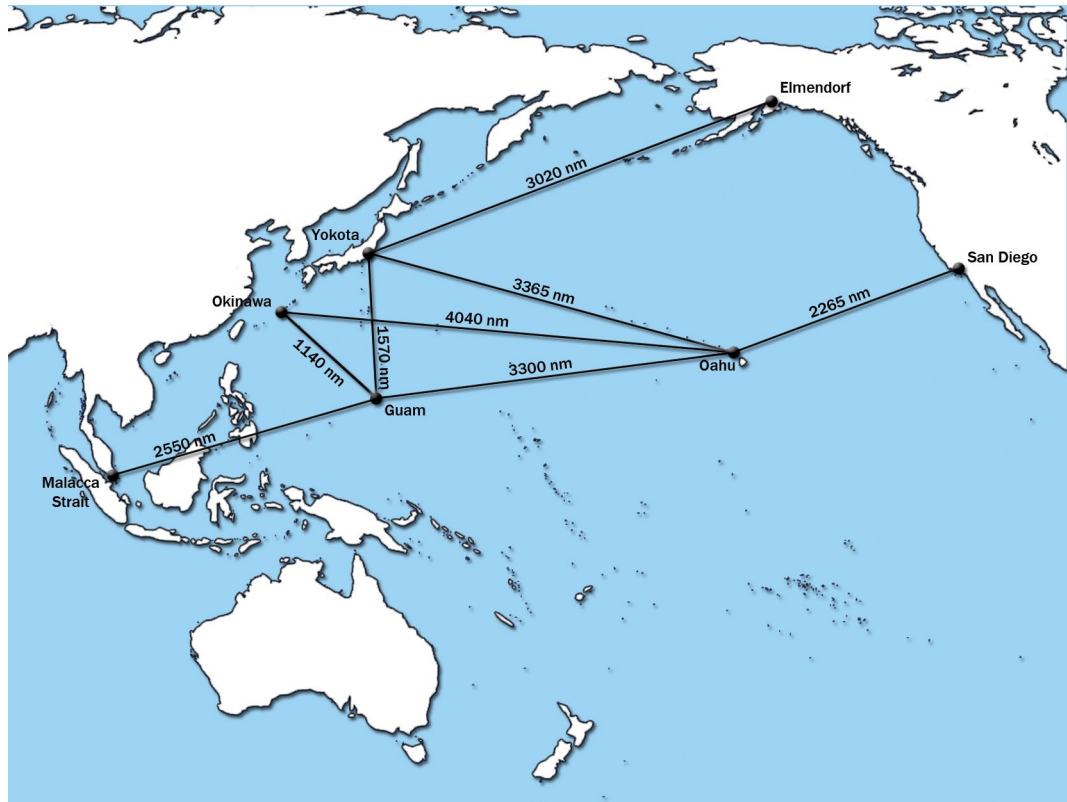 Elmendorf
3020 nm
Yokota
San Diego
3365 nm
2265 nm
Okinawa
4040 nm
1140 nm
1570 nm
3300 nm
Oahu
Guam
2550 nm
Malacca
Strait